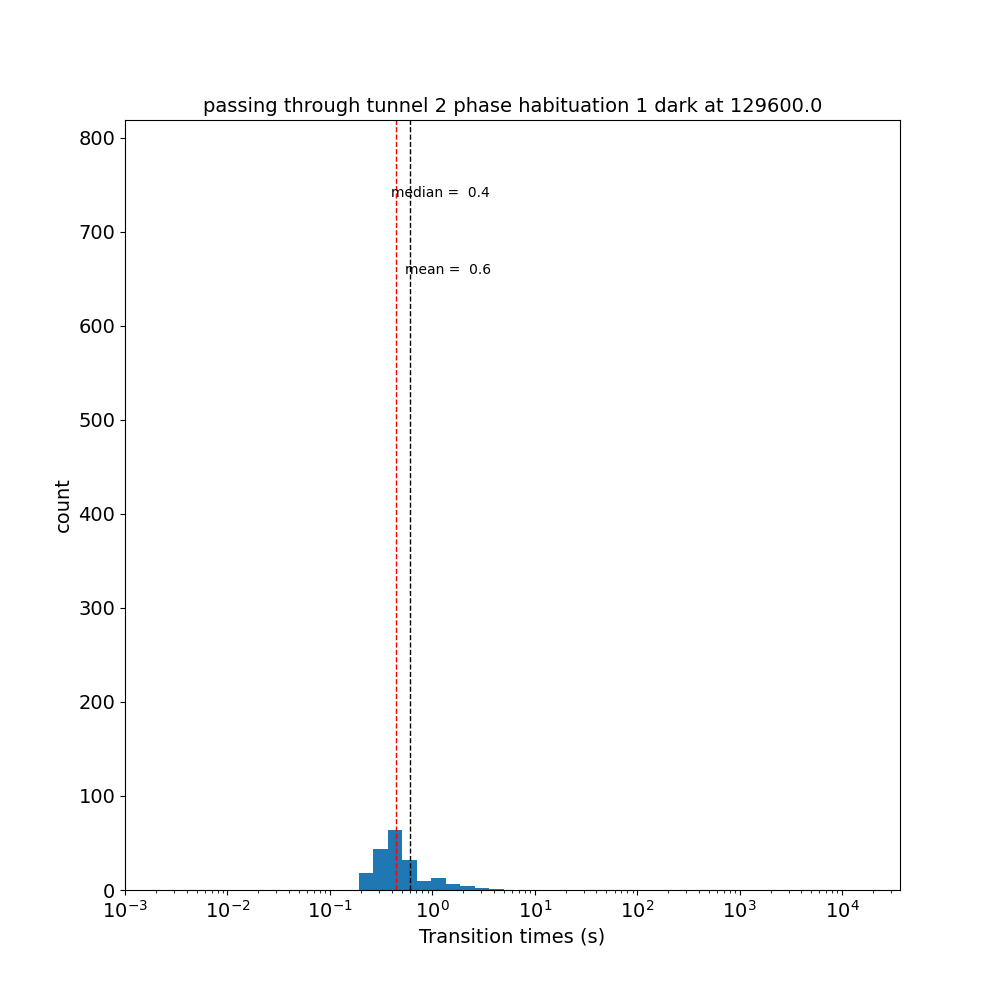 passing through tunnel 2 phase habituation 1 dark at 129600.0
800
median =  0.4
700
mean =  0.6
600
500
count
400
300
200
100
0
10⁻³ 10⁻² 10⁻¹ 10⁰ 10¹ 10² 10³ 10⁴
Transition times (s)